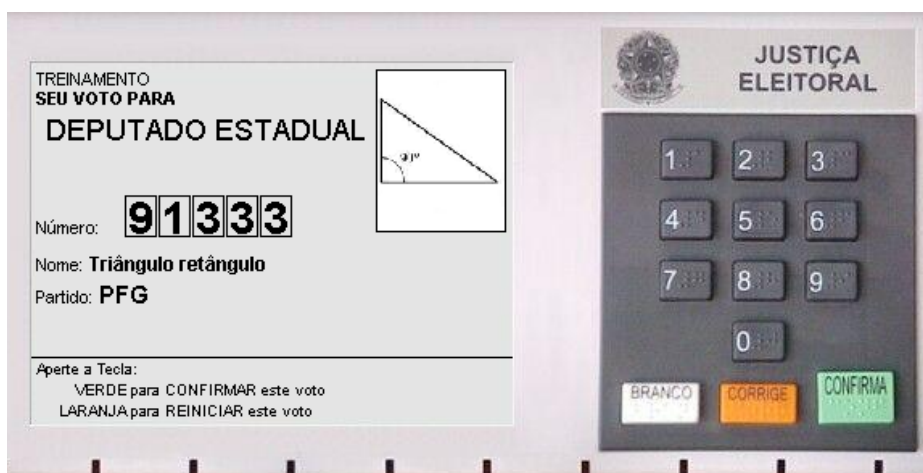 TREINAMENTO
SEU VOTO PARA
DEPUTADO ESTADUAL
90º
Número: 91333
Nome: Triângulo retângulo
Partido: PFG
Aperte a Tecla:
VERDE para CONFIRMAR este voto
LARANJA para REINICIAR este voto
JUSTIÇA
ELEITORAL
1 2 3
4 5 6
7 8 9
0
BRANCO CORRIGE CONFIRMA